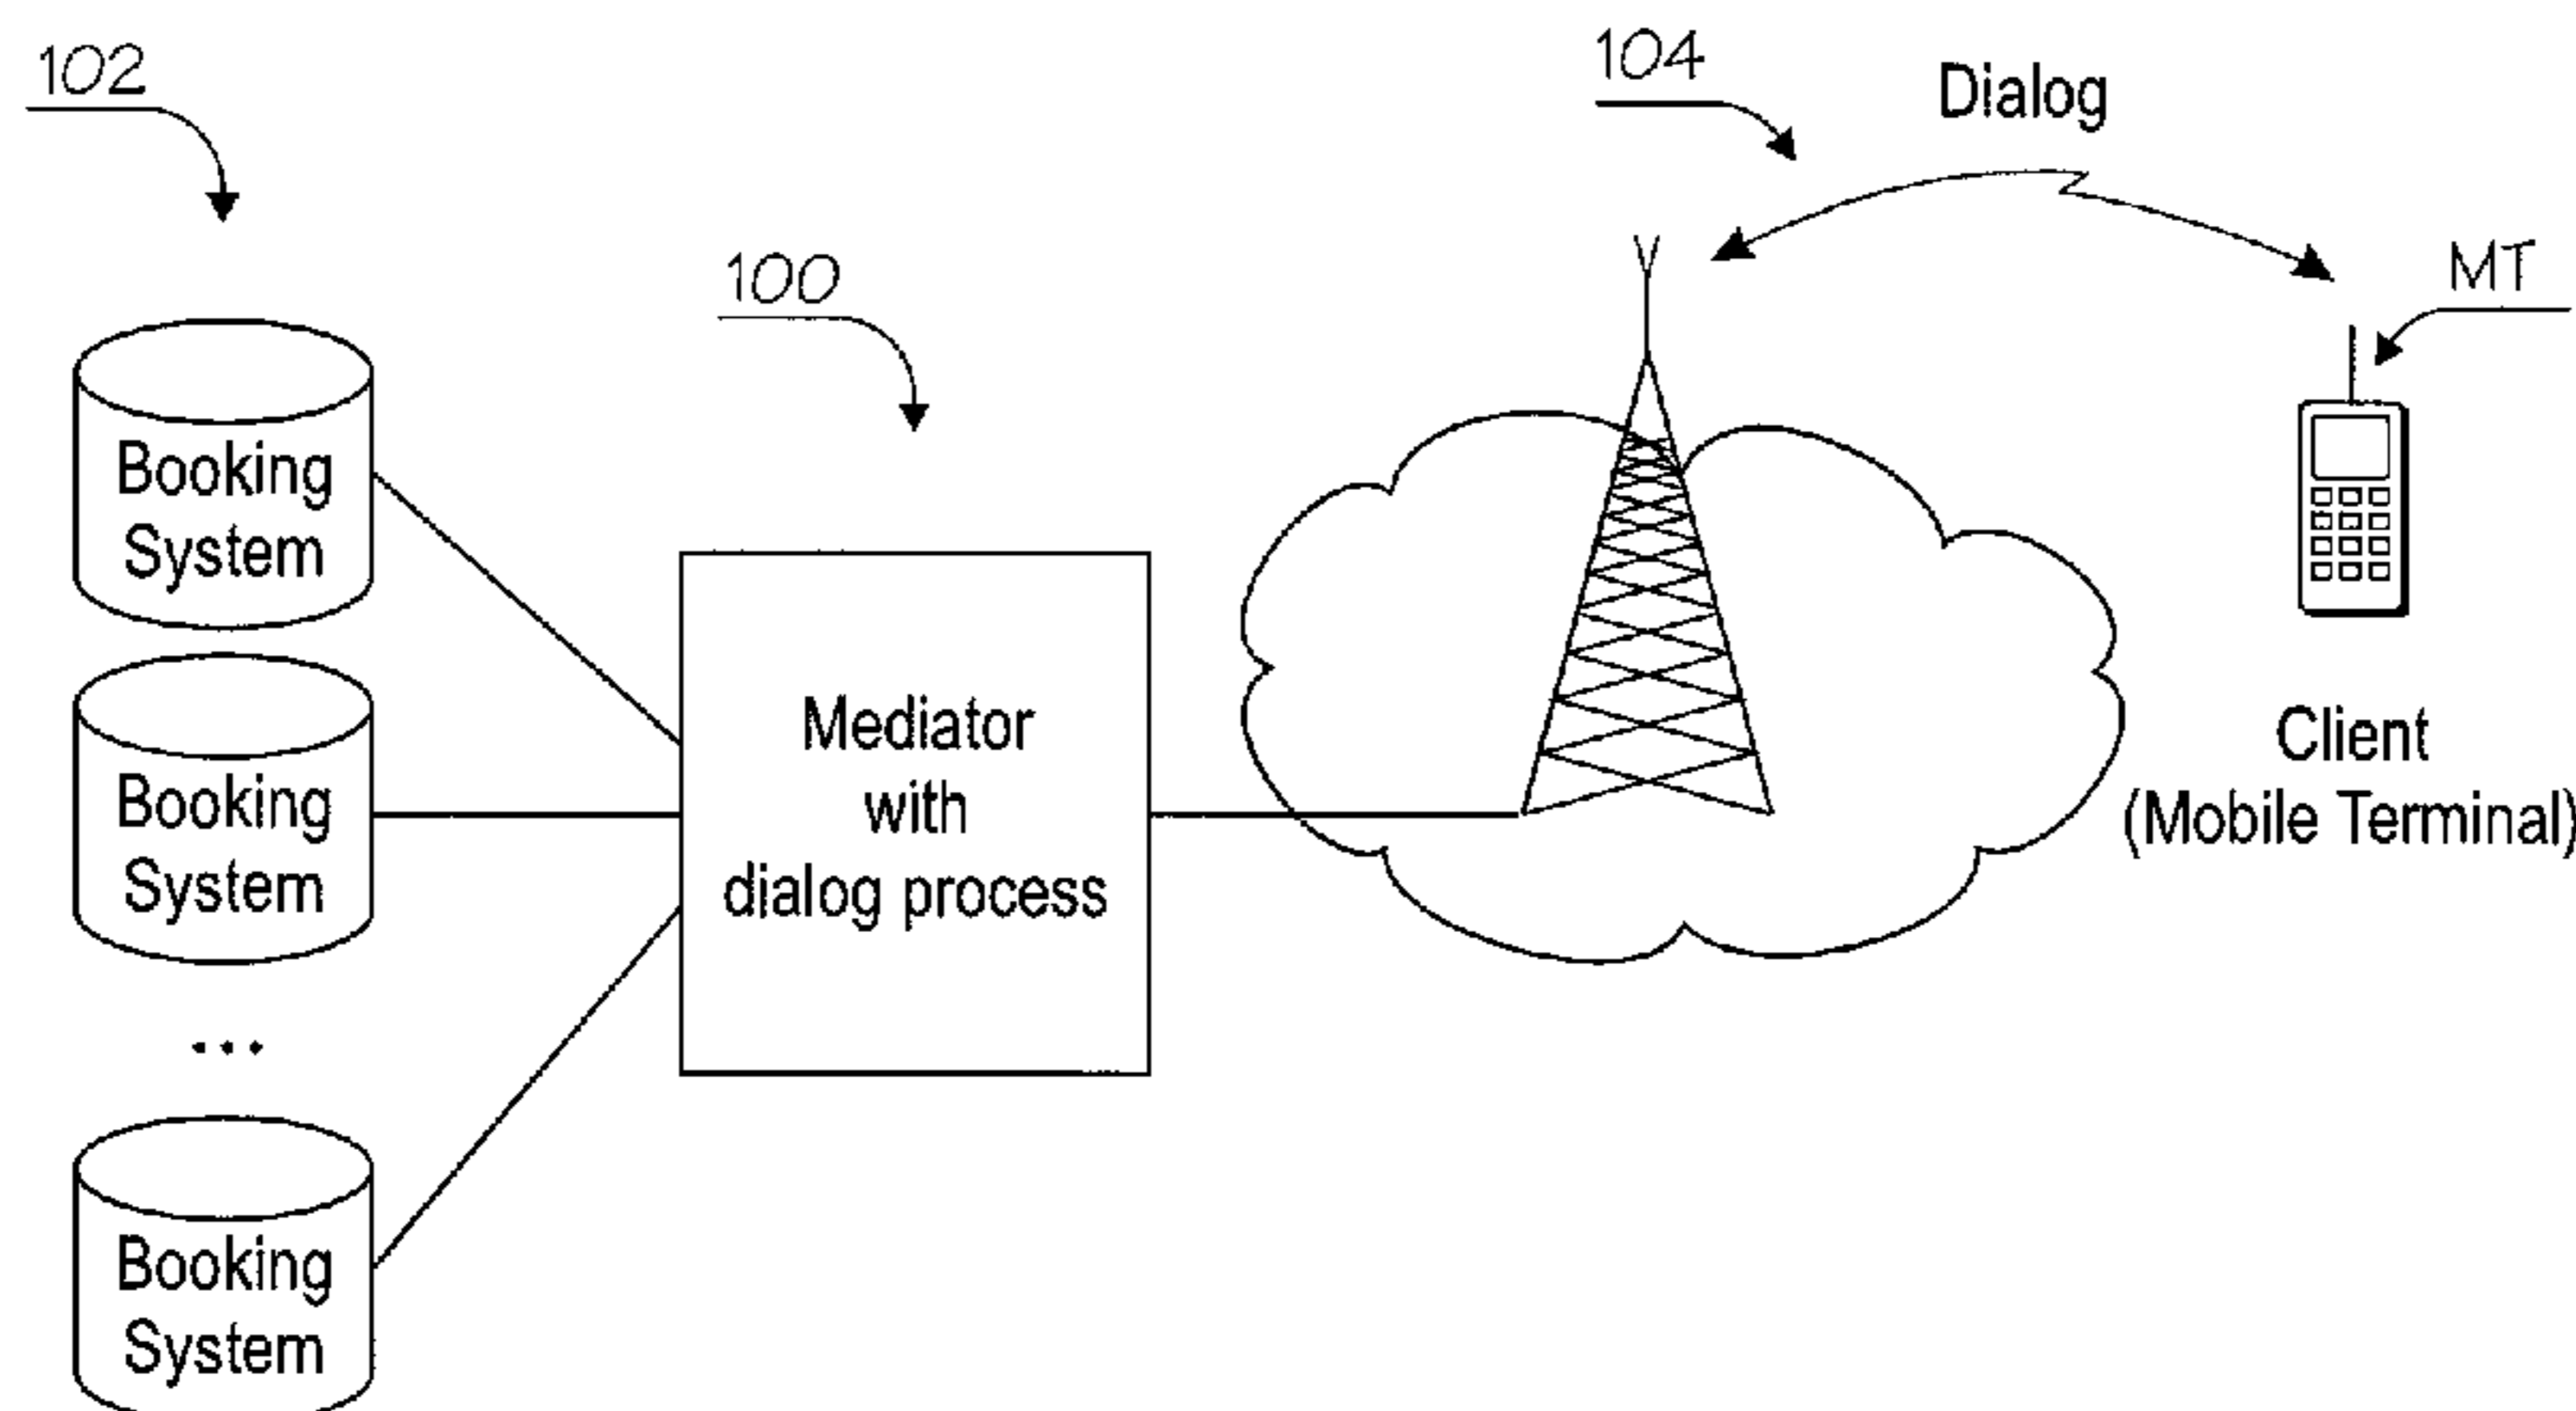 102
104
Dialog
100
MT
Booking
System
Booking
System
...
Booking
System
Mediator
with
dialog process
Client
(Mobile Terminal)